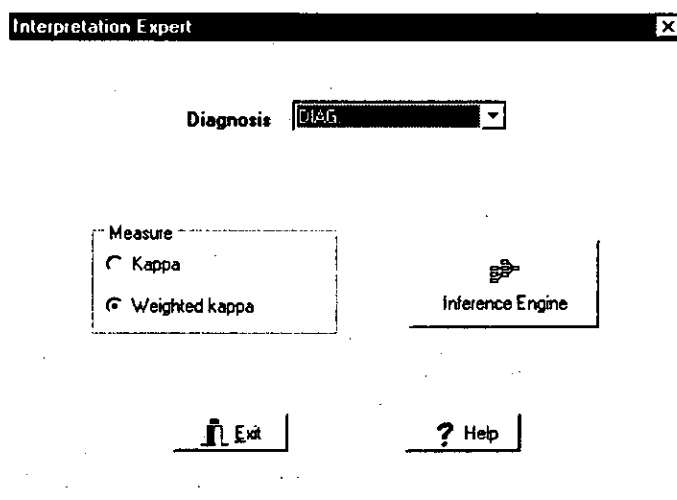 Interpretation Expert
Diagnosis DIAG
Measure
Kappa
Weighted kappa
Inference Engine
Exit
? Help